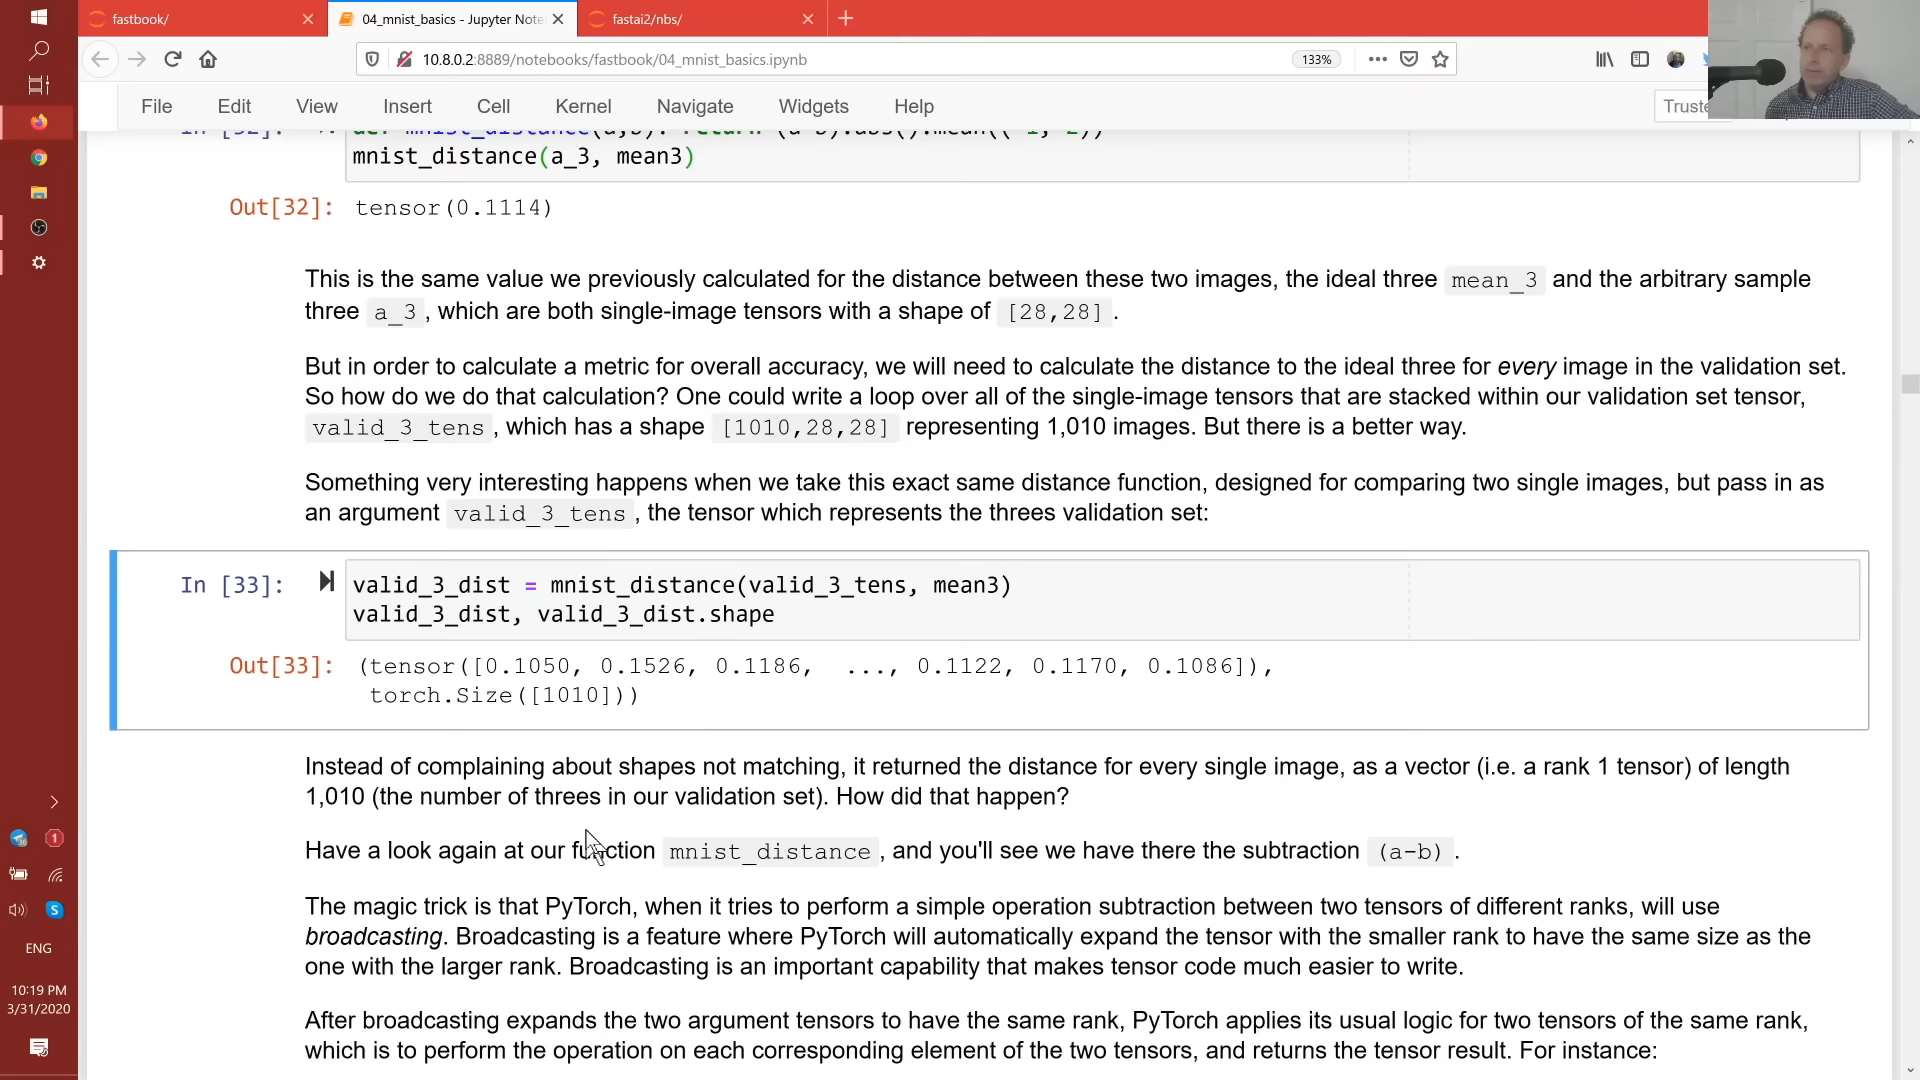 fastbook/
04_mnist_basics - Jupyter Note
fastai2/nbs/
10.8.0.2:8889/notebooks/fastbook/04_mnist_basics.ipynb
133%
File Edit View Insert Cell Kernel Navigate Widgets Help
Truste
In [32]: def mnist_distance(a,b): return (a-b).abs().mean((-1,-2))
mnist_distance(a_3, mean3)
Out[32]: tensor(0.1114)
This is the same value we previously calculated for the distance between these two images, the ideal three mean_3 and the arbitrary sample
three a_3 , which are both single-image tensors with a shape of [28,28] .
But in order to calculate a metric for overall accuracy, we will need to calculate the distance to the ideal three for every image in the validation set.
So how do we do that calculation? One could write a loop over all of the single-image tensors that are stacked within our validation set tensor,
valid_3_tens , which has a shape [1010,28,28] representing 1,010 images. But there is a better way.
Something very interesting happens when we take this exact same distance function, designed for comparing two single images, but pass in as
an argument valid_3_tens , the tensor which represents the threes validation set:
In [33]: valid_3_dist = mnist_distance(valid_3_tens, mean3)
valid_3_dist, valid_3_dist.shape
Out[33]: (tensor([0.1050, 0.1526, 0.1186, ..., 0.1122, 0.1170, 0.1086]),
torch.Size([1010]))
Instead of complaining about shapes not matching, it returned the distance for every single image, as a vector (i.e. a rank 1 tensor) of length
1,010 (the number of threes in our validation set). How did that happen?
Have a look again at our function mnist_distance , and you'll see we have there the subtraction (a-b) .
The magic trick is that PyTorch, when it tries to perform a simple operation subtraction between two tensors of different ranks, will use
broadcasting. Broadcasting is a feature where PyTorch will automatically expand the tensor with the smaller rank to have the same size as the
one with the larger rank. Broadcasting is an important capability that makes tensor code much easier to write.
After broadcasting expands the two argument tensors to have the same rank, PyTorch applies its usual logic for two tensors of the same rank,
which is to perform the operation on each corresponding element of the two tensors, and returns the tensor result. For instance:
1
ENG
10:19 PM
3/31/2020